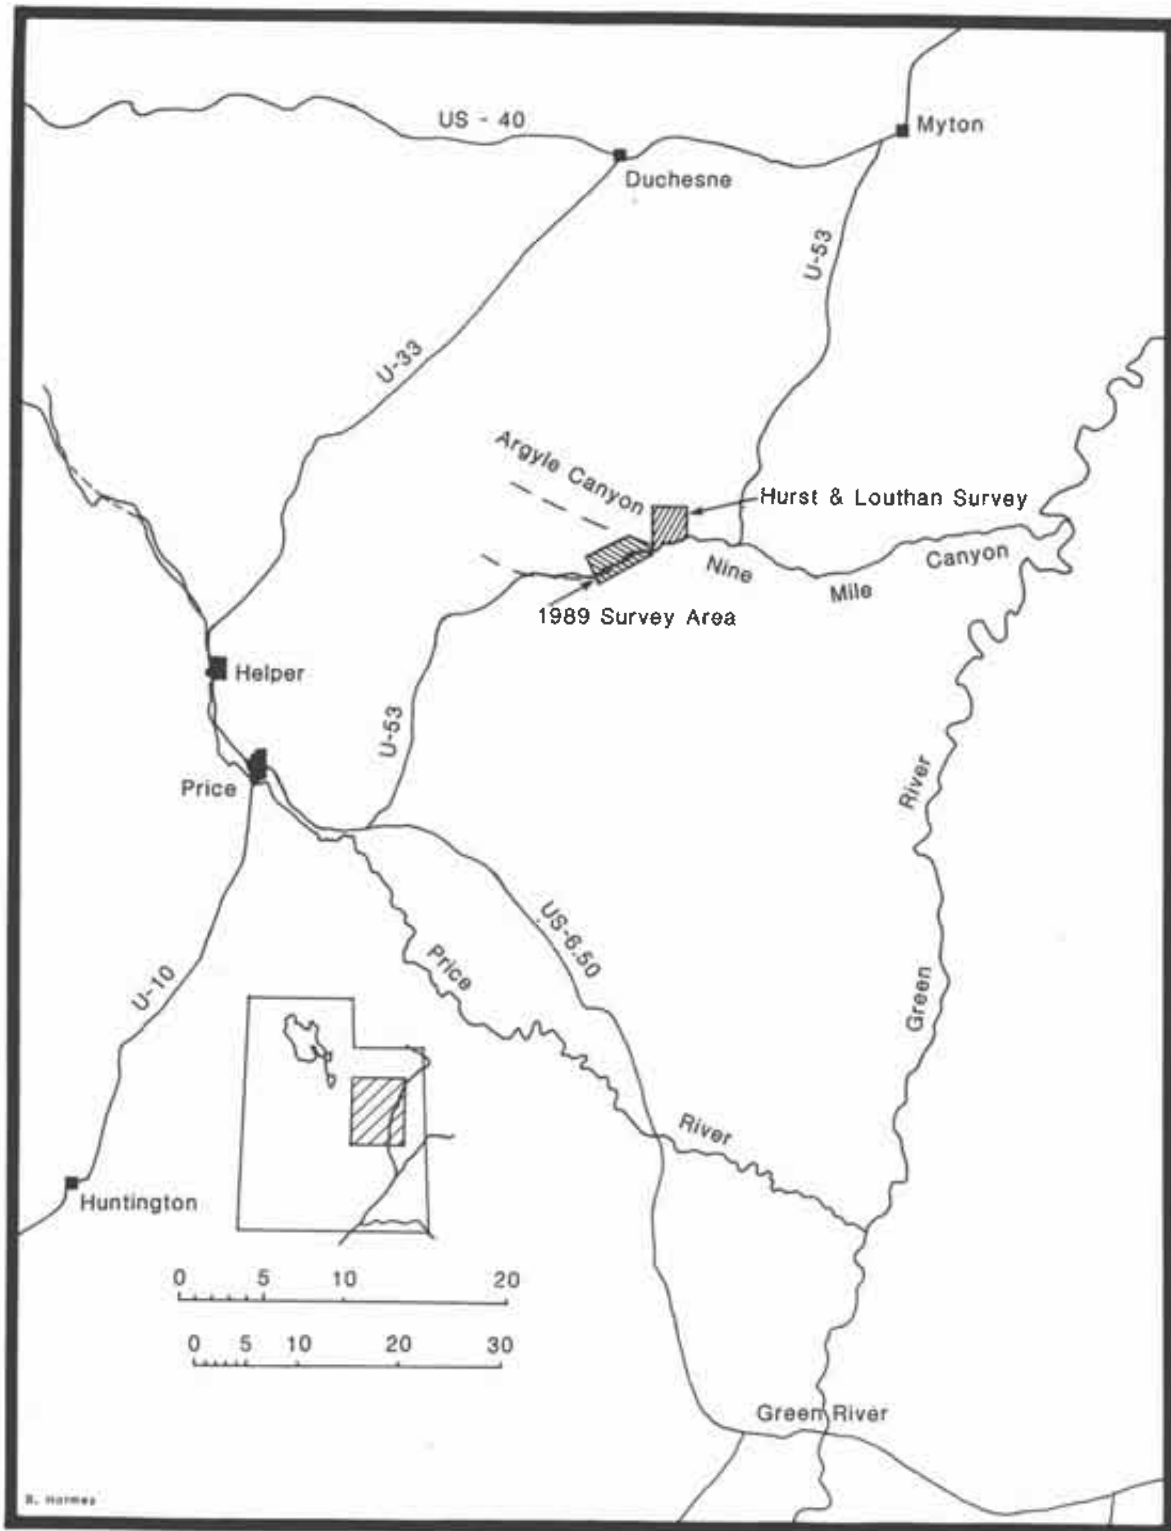 US - 40
Myton
Duchesne
U-53
U-33
Argyle Canyon
Hurst & Louthan Survey
Nine
Mile
Canyon
1989 Survey Area
Helper
U-53
Price
River
US-6,50
Price
Green
U-10
River
Huntington
0 5 10 20
0 5 10 20 30
Green River
B. Harmes